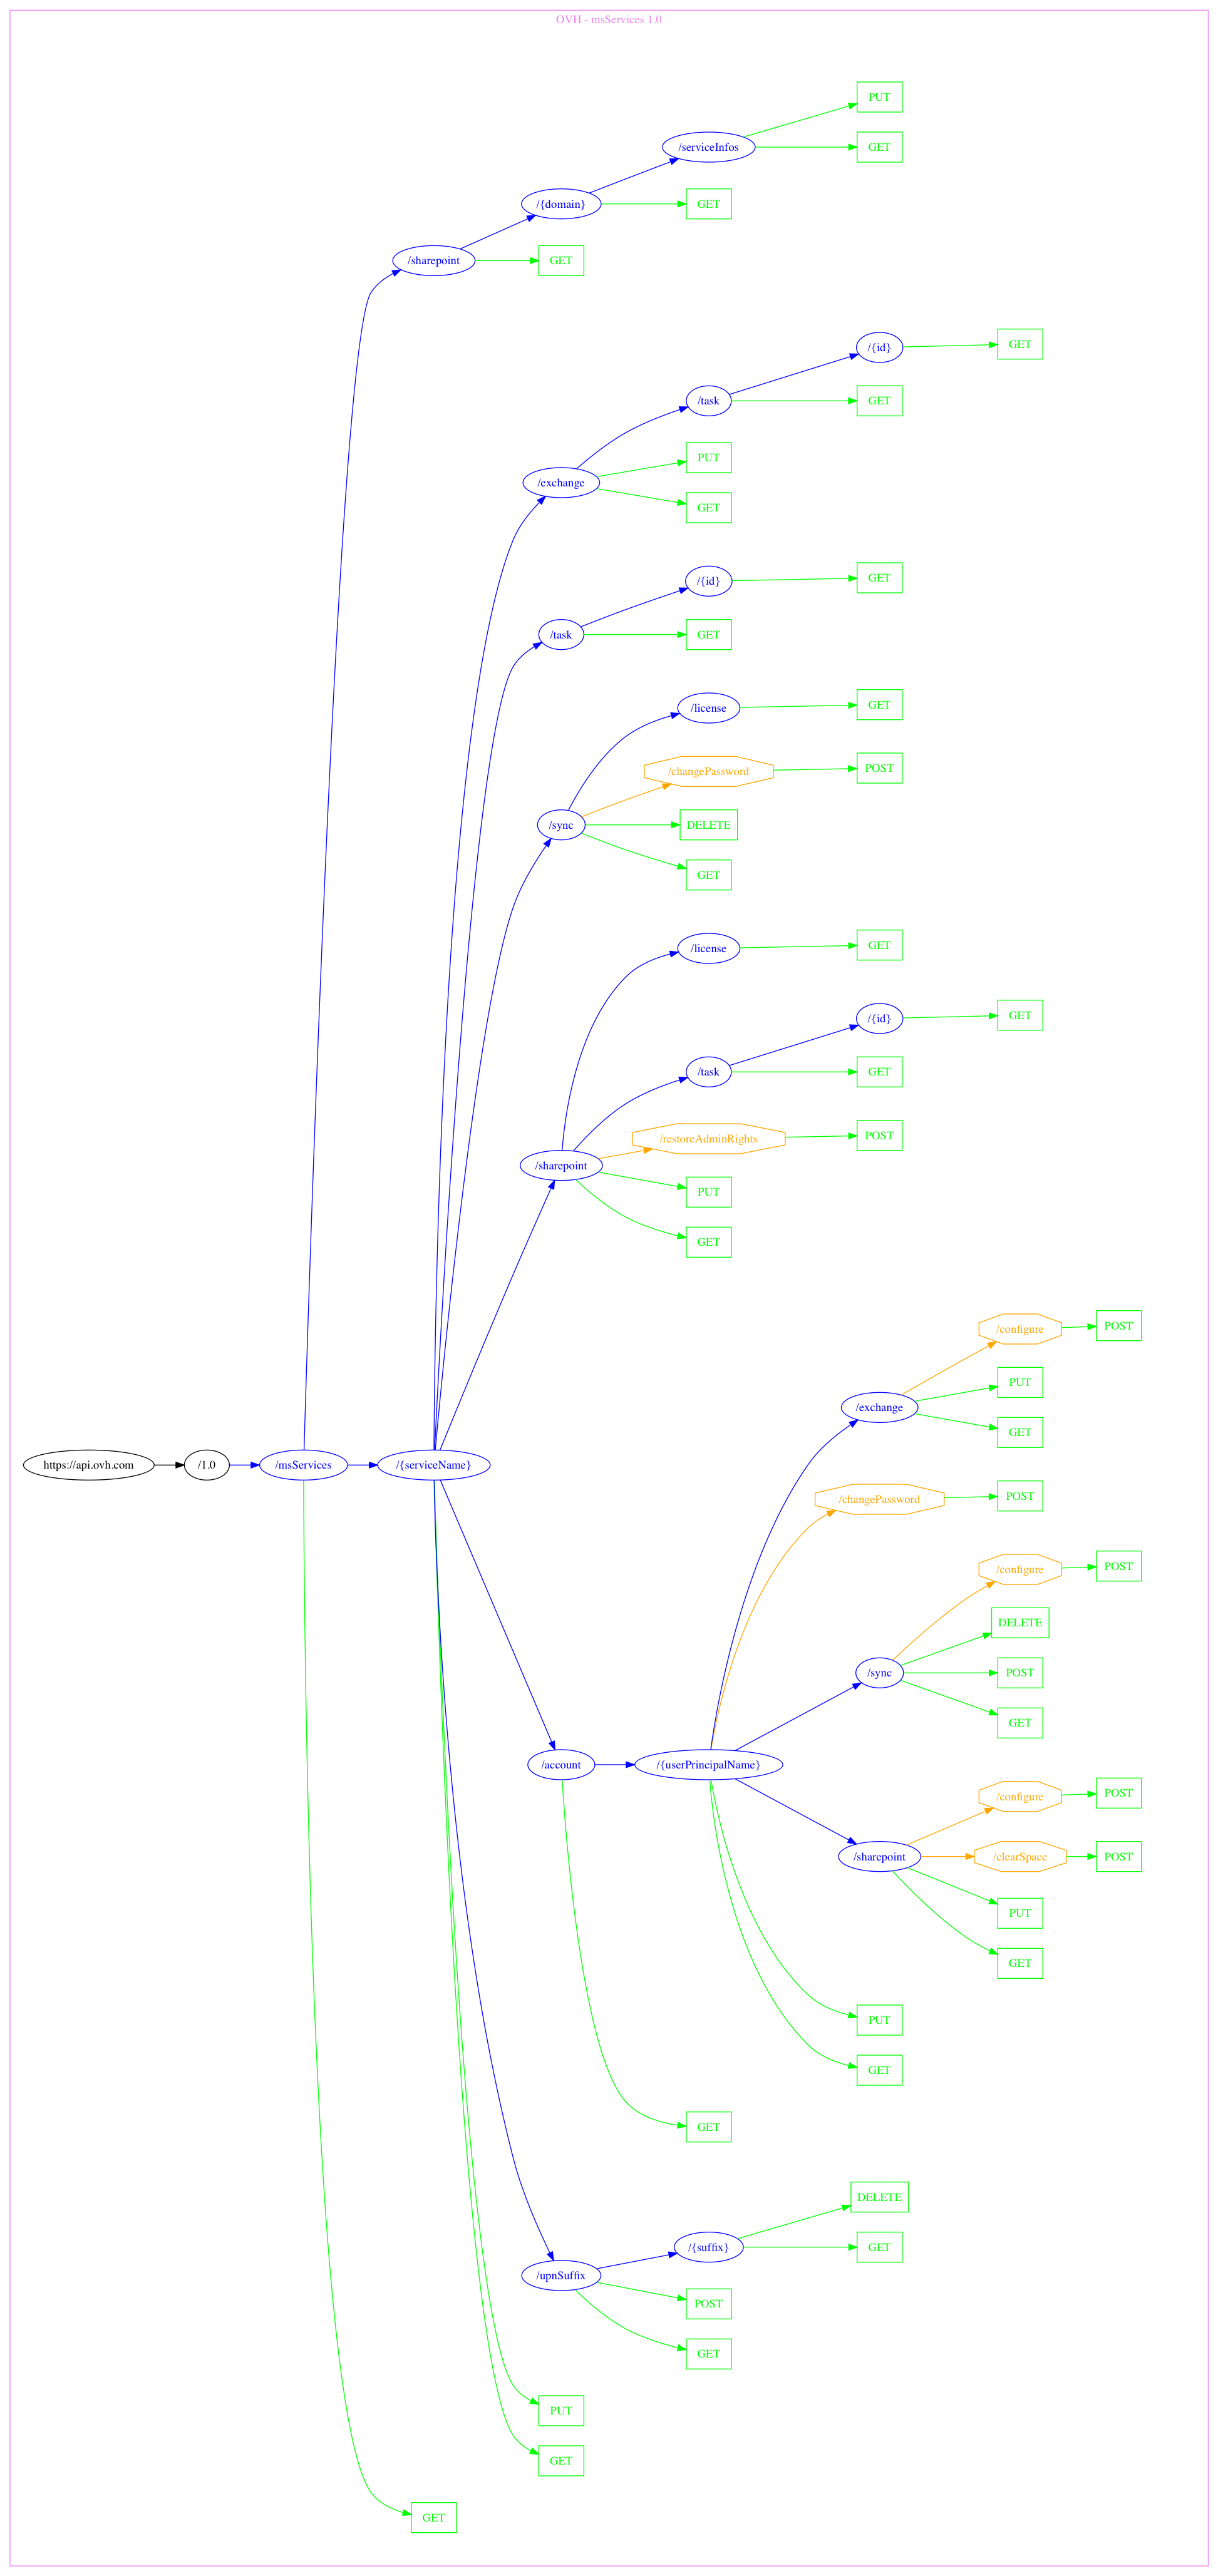 OVH - msServices 1.0
PUT
/serviceInfos
GET
/{domain}
GET
/sharepoint
GET
/{id}
GET
/task
GET
PUT
/exchange
GET
/{id}
GET
/task
GET
/license
GET
/changePassword
POST
/sync
DELETE
GET
/license
GET
/{id}
GET
/task
GET
/restoreAdminRights
POST
/sharepoint
PUT
GET
/configure
POST
PUT
/exchange
GET
https://api.ovh.com
/1.0
/msServices
/{serviceName}
/changePassword
POST
/configure
POST
DELETE
/sync
POST
GET
/account
/{userPrincipalName}
/configure
POST
/sharepoint
/clearSpace
POST
PUT
GET
PUT
GET
GET
DELETE
/{suffix}
GET
/upnSuffix
POST
GET
PUT
GET
GET